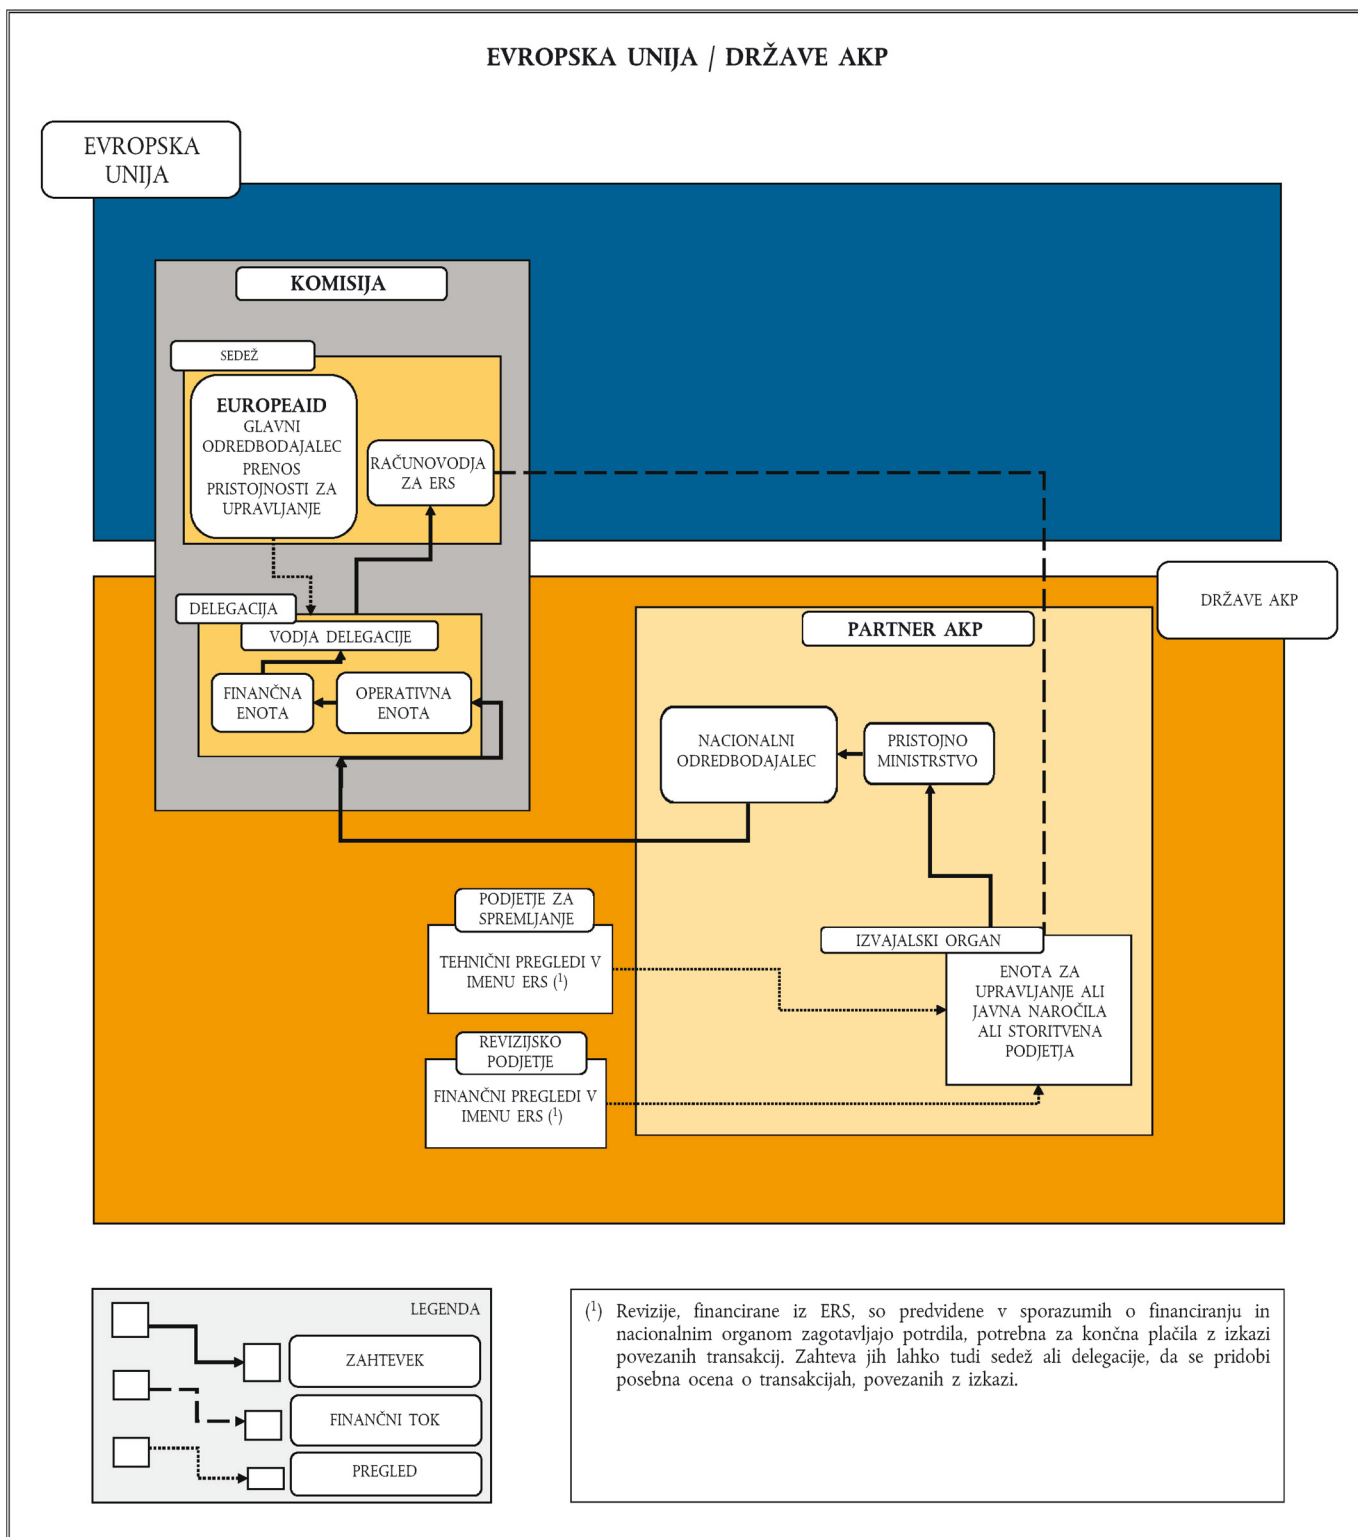 EVROPSKA UNIJA / DRŽAVE AKP
EVROPSKA
UNIJA
KOMISIJA
SEDEŽ
EUROPEAID
GLAVNI
ODREDBODAJALEC
PRENOS
PRISTOJNOSTI ZA
UPRAVLJANJE
RAČUNOVODJA
ZA ERS
DELEGACIJA
VODJA DELEGACIJE
FINANČNA
ENOTA
OPERATIVNA
ENOTA
DRŽAVE AKP
PARTNER AKP
NACIONALNI
ODREDBODAJALEC
PRISTOJNO
MINISTRSTVO
PODJETJE ZA
SPREMLJANJE
TEHNIČNI PREGLEDI V
IMENU ERS (¹)
IZVAJALSKI ORGAN
ENOTA ZA
UPRAVLJANJE ALI
JAVNA NAROČILA
ALI STORITVENA
PODJETJA
REVIZIJSKO
PODJETJE
FINANČNI PREGLEDI V
IMENU ERS (¹)
LEGENDA
ZAHTEVEK
FINANČNI TOK
PREGLED
(¹) Revizije, financirane iz ERS, so predvidene v sporazumih o financiranju in
nacionalnim organom zagotavljajo potrdila, potrebna za končna plačila z izkazi
povezanih transakcij. Zahteva jih lahko tudi sedež ali delegacije, da se pridobi
posebna ocena o transakcijah, povezanih z izkazi.